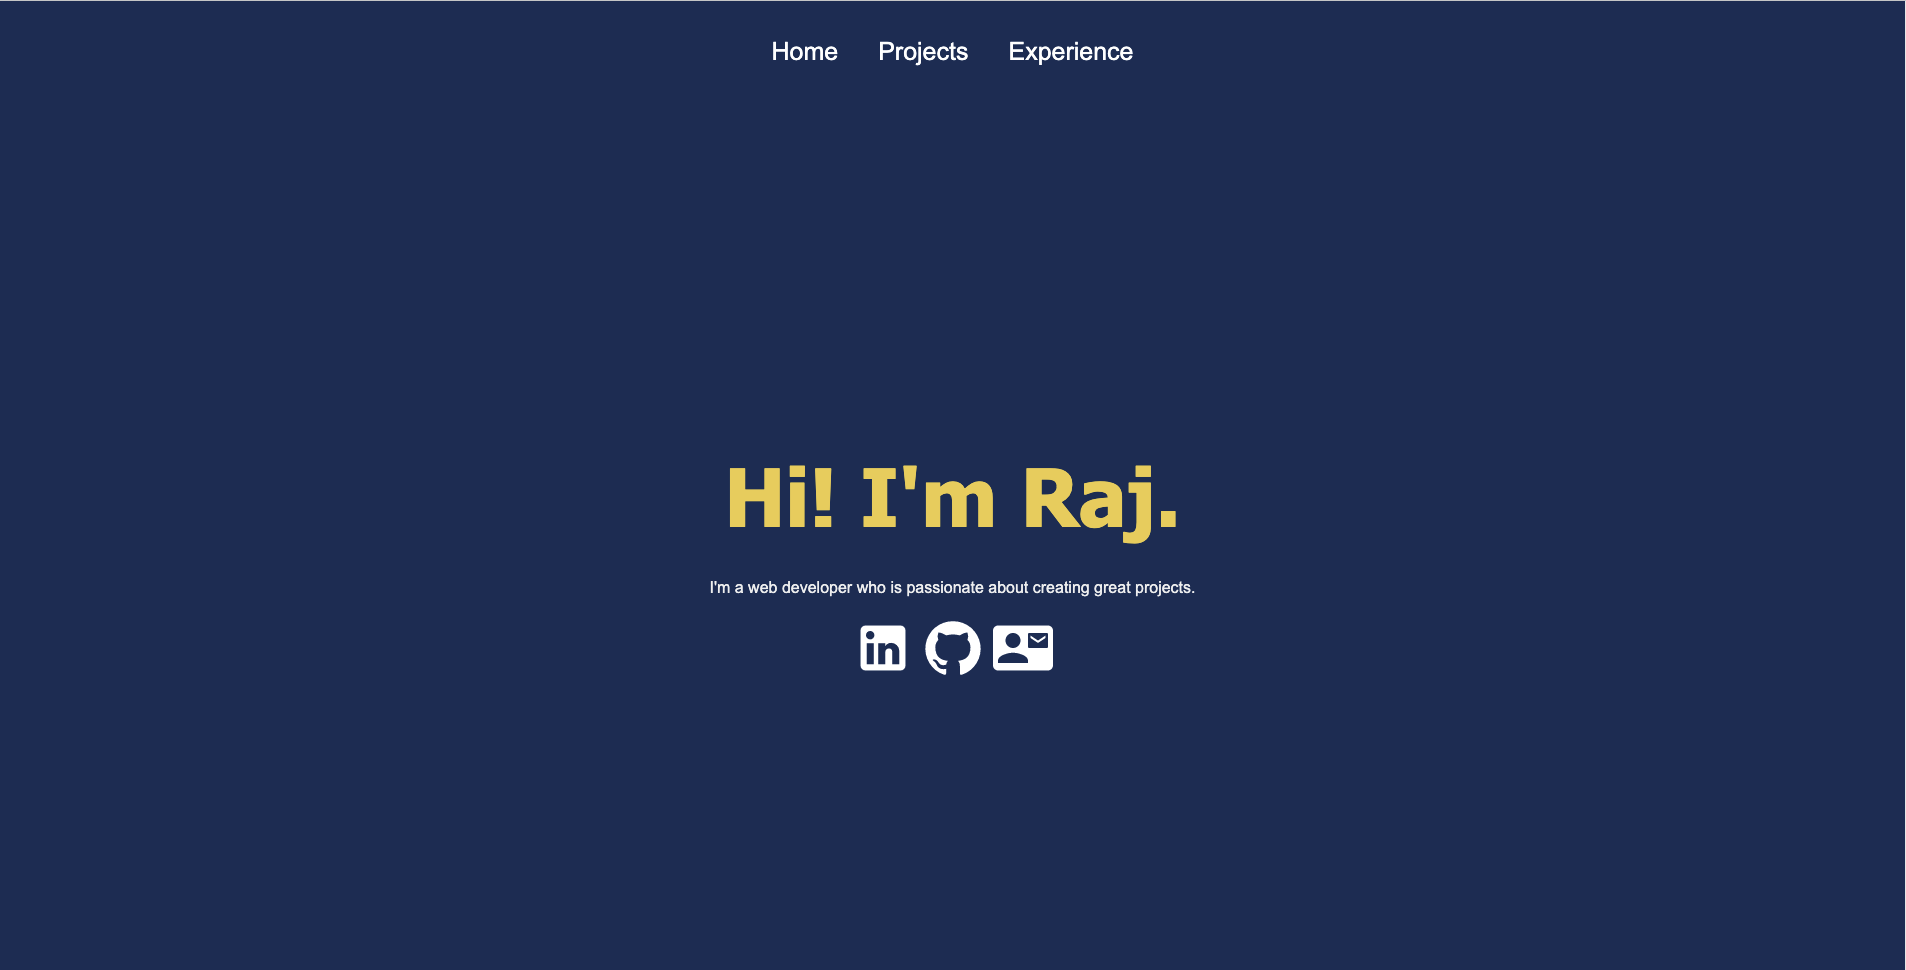 Home Projects Experience
Hi! I'm Raj.
I'm a web developer who is passionate about creating great projects.
in